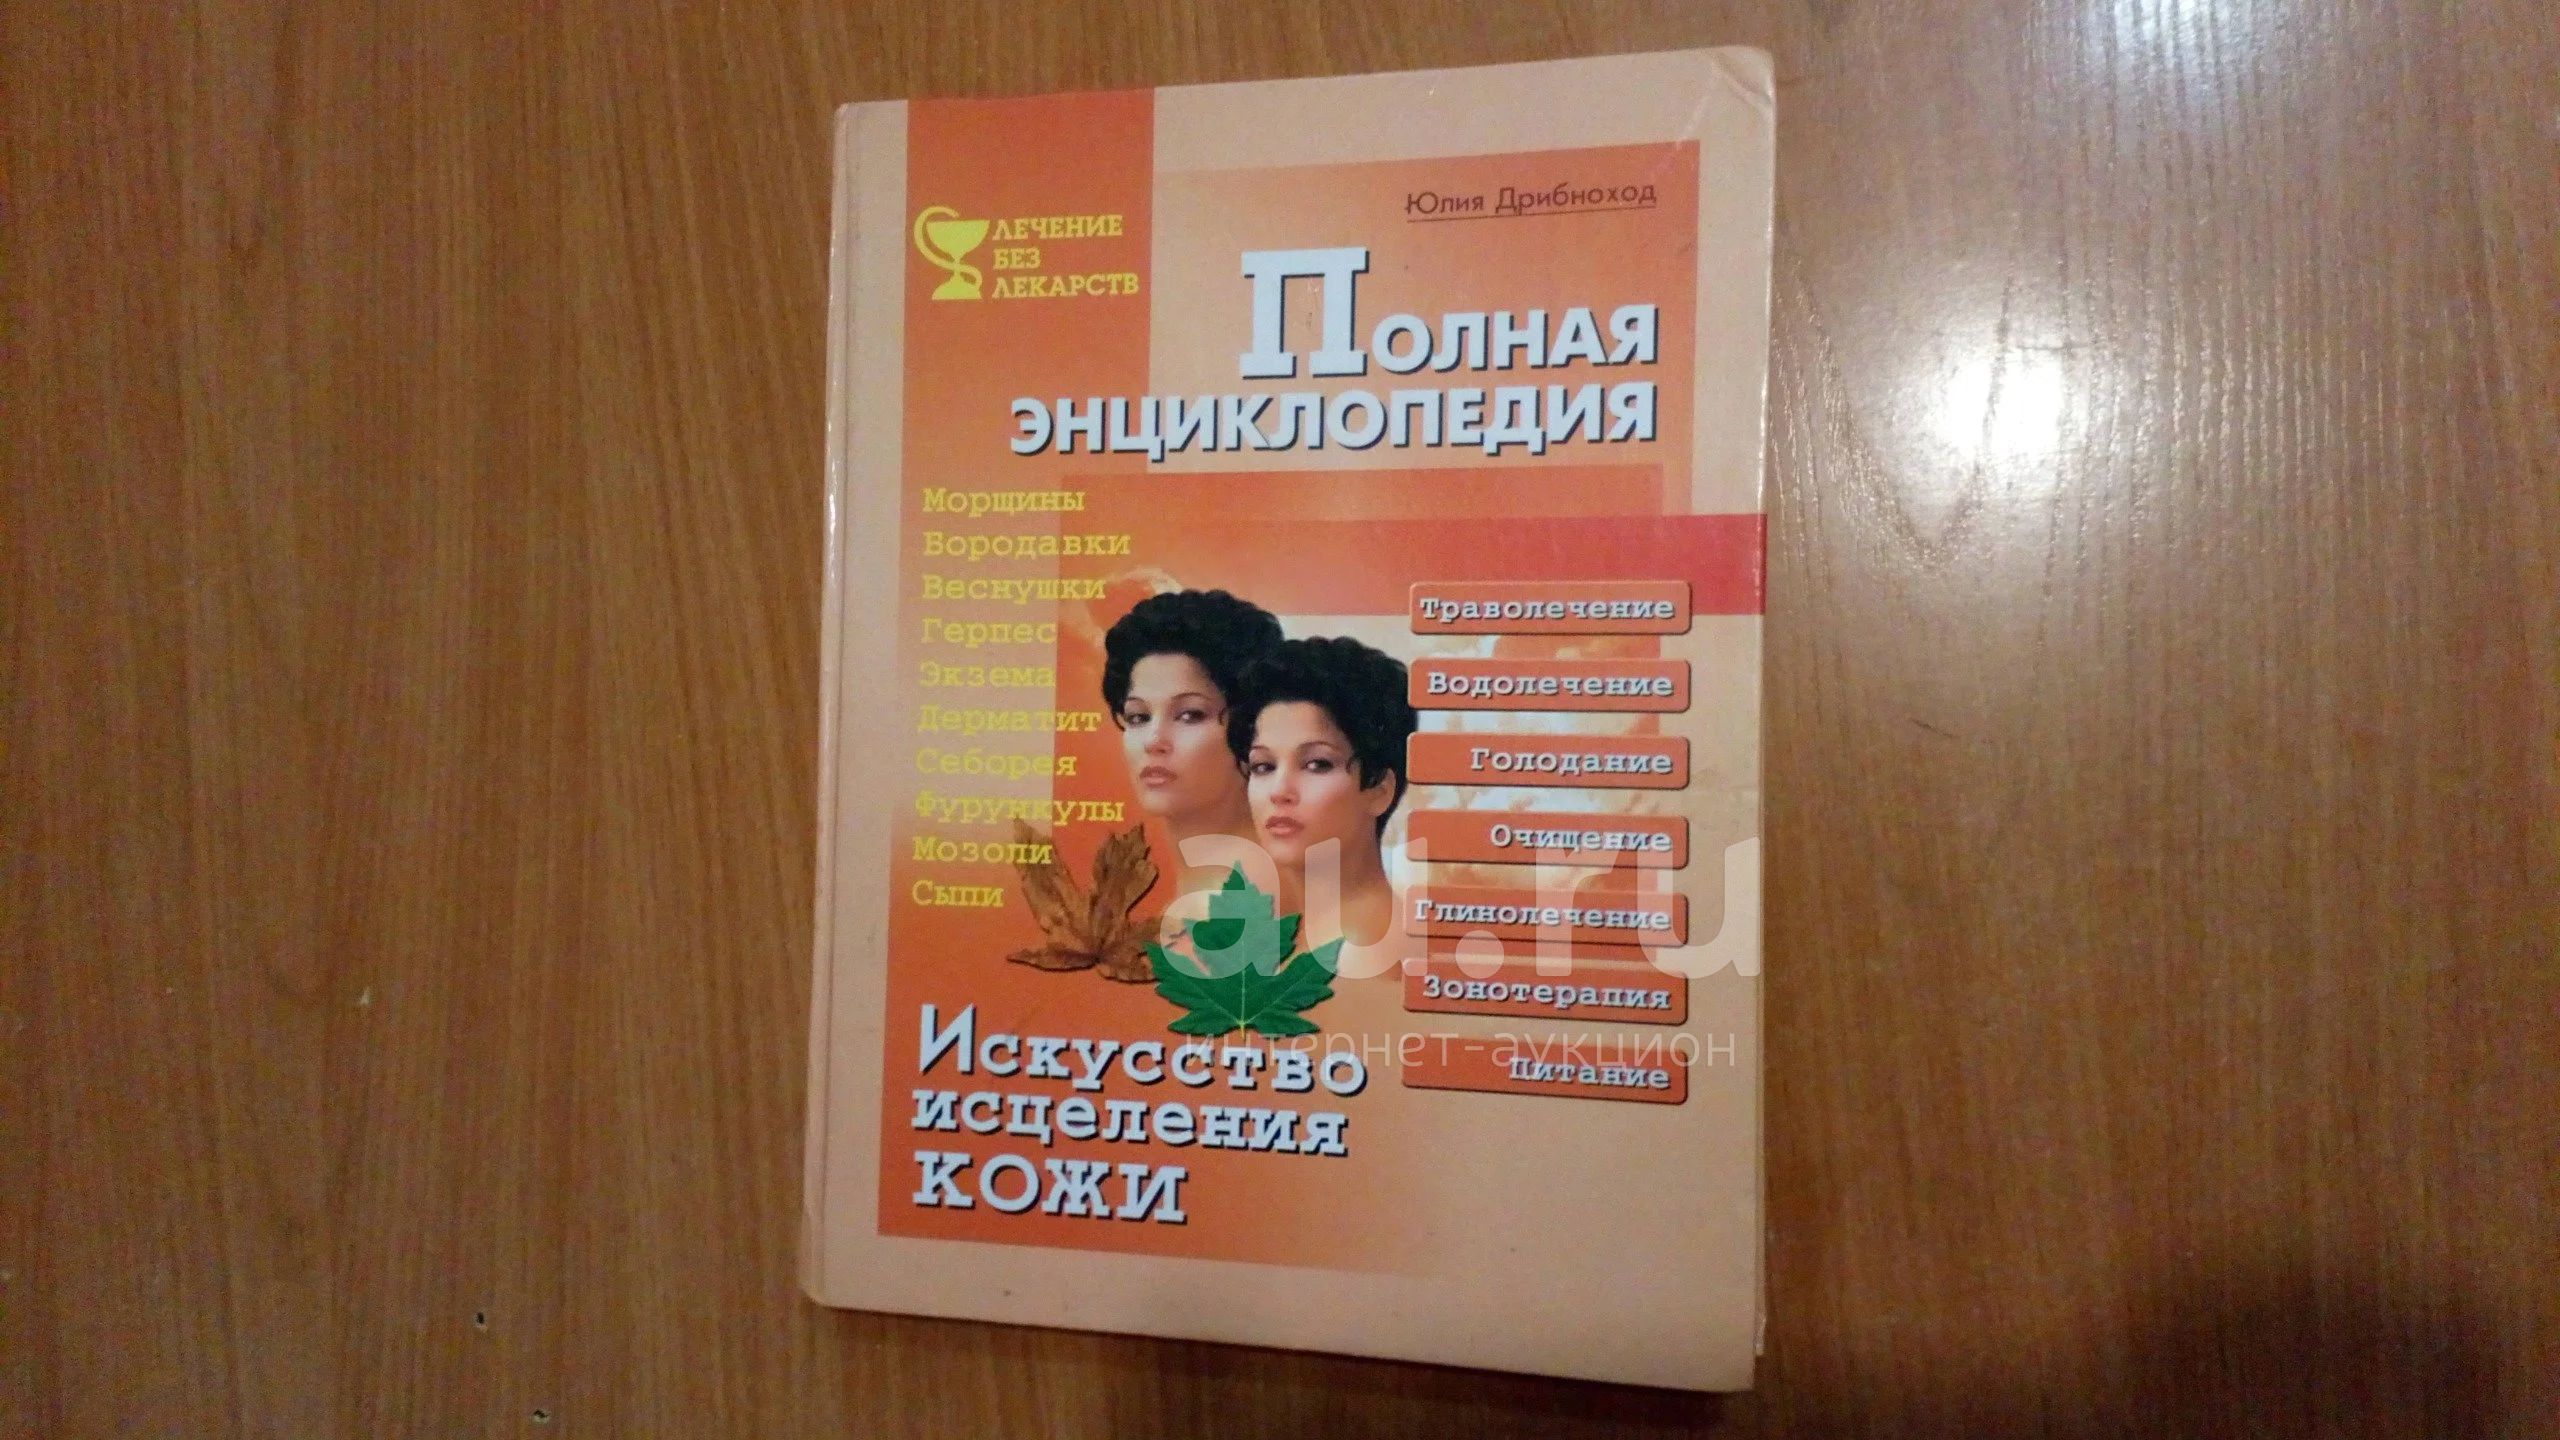 Юлия Дрибноход
ЛЕЧЕНИЕ
БЕЗ
ЛЕКАРСТВ
ПОЛНАЯ
ЭНЦИКЛОПЕДИЯ
Морщины
Бородавки
Веснушки
Герпес
Экзема
Дерматит
Себорея
Фурункулы
Мозоли
Сыпи
Траволечение
Водолечение
Голодание
Очищение
Глинолечение
Зонотерапия
Питание
Искусство
исцеления
кожи
au.ru
интернет-аукцион